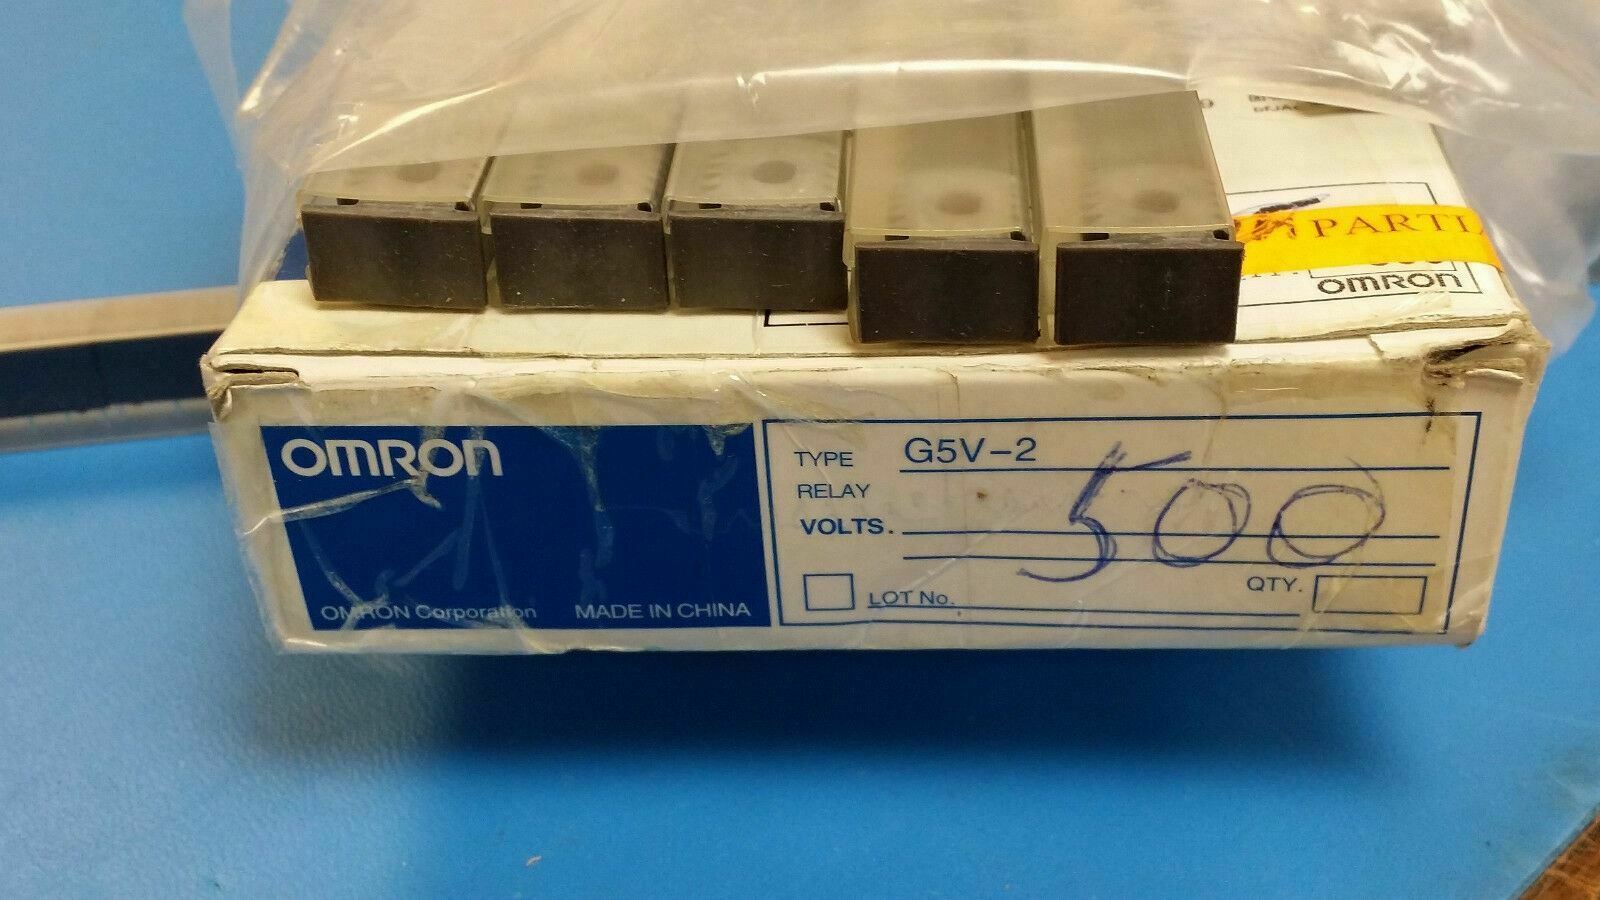 PARTI
OMRON
OMRON
OMRON Corporation MADE IN CHINA
TYPE G5V-2
RELAY
VOLTS.
500
LOT No.
QTY.